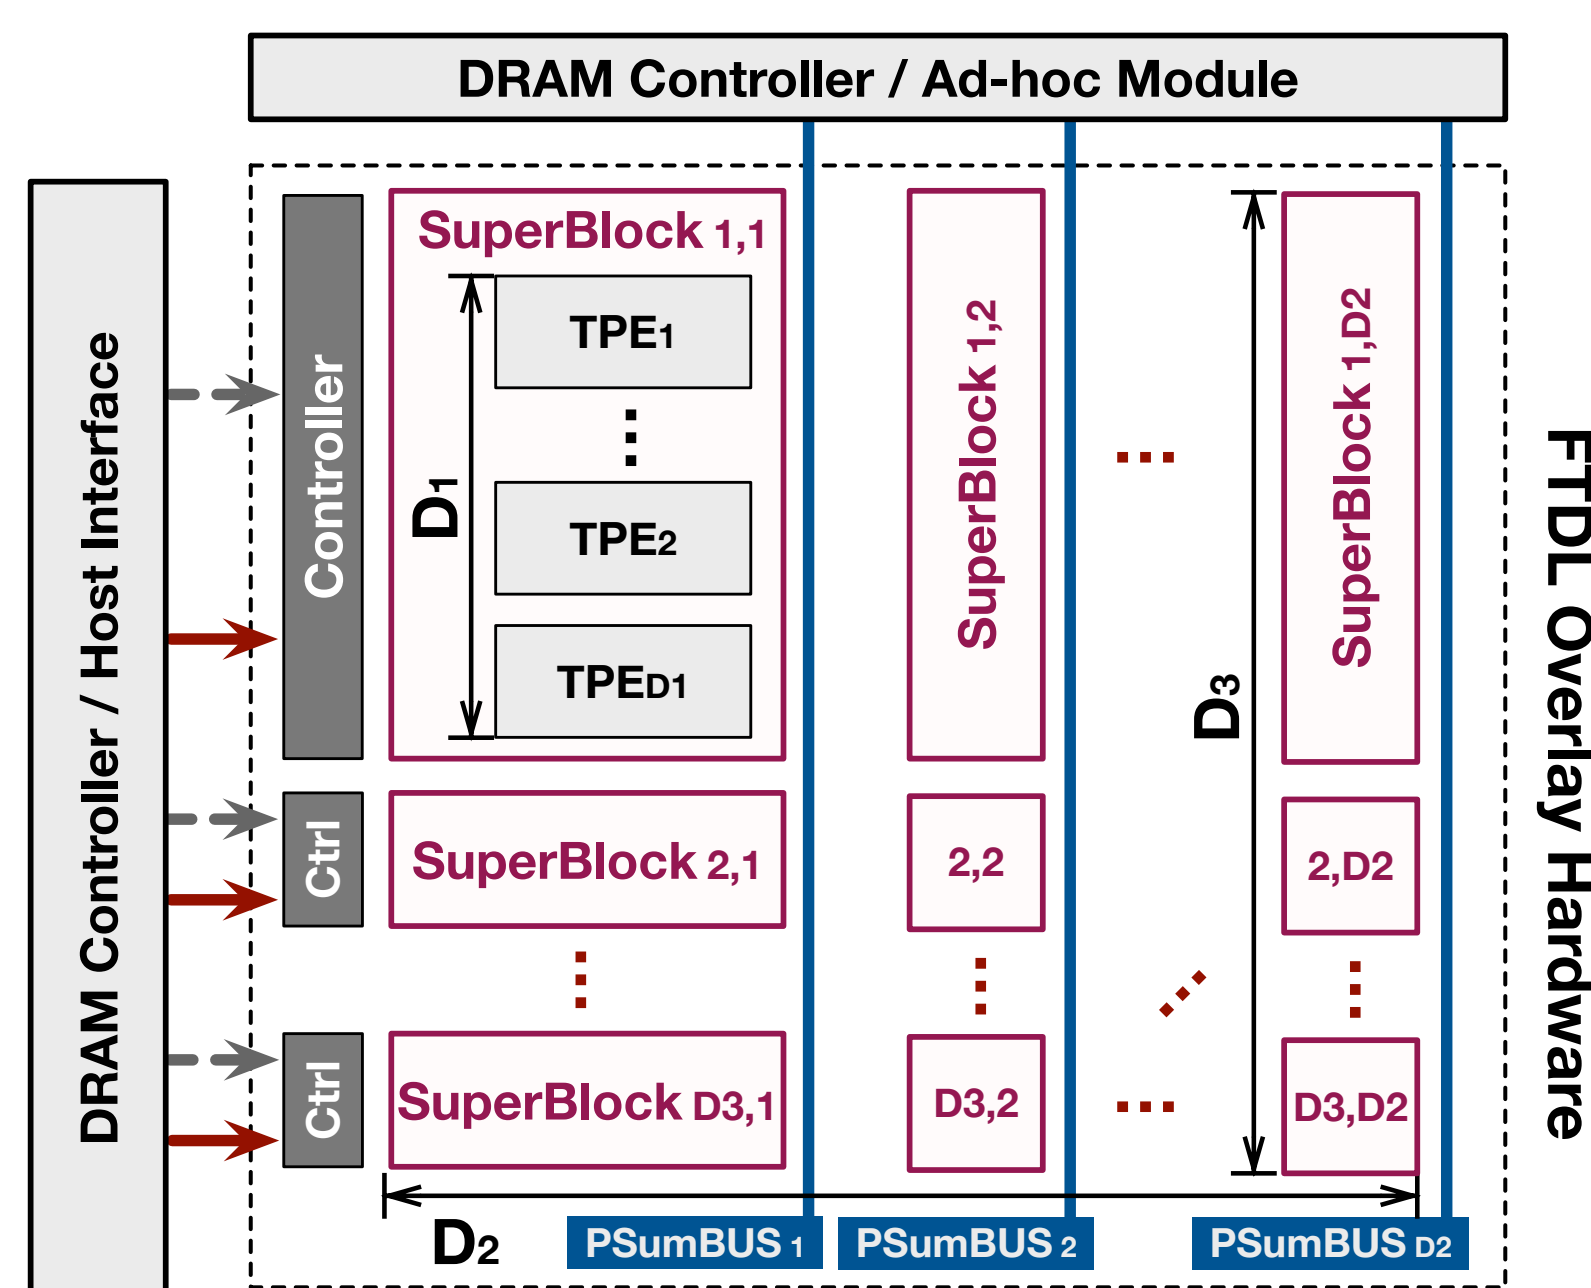 DRAM Controller / Ad-hoc Module
DRAM Controller / Host Interface
Controller
SuperBlock 1,1
TPE1
TPE2
TPED1
D1
SuperBlock 1,2
SuperBlock 1,D2
D3
Ctrl
SuperBlock 2,1
2,2
2,D2
Ctrl
SuperBlock D3,1
D3,2
D3,D2
D2
PSumBUS 1
PSumBUS 2
PSumBUS D2
FTDL Overlay Hardware